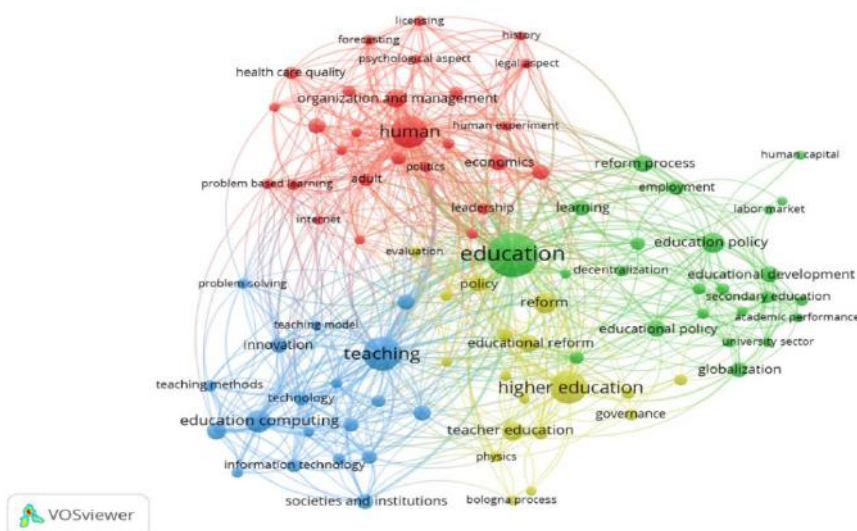 licensing
history
forecasting
psychological aspect
legal aspect
health care quality
organization and management
human
human experiment
human capital
economics
reform process
politics
adult
problem based learning
employment
leadership
learning
labor market
internet
education policy
evaluation
education
decentralization
educational development
problem solving
policy
secondary education
reform
academic performance
teaching model
educational policy
innovation
educational reform
university sector
teaching
globalization
teaching methods
higher education
technology
governance
education computing
teacher education
physics
information technology
bologna process
societies and institutions
VOSviewer